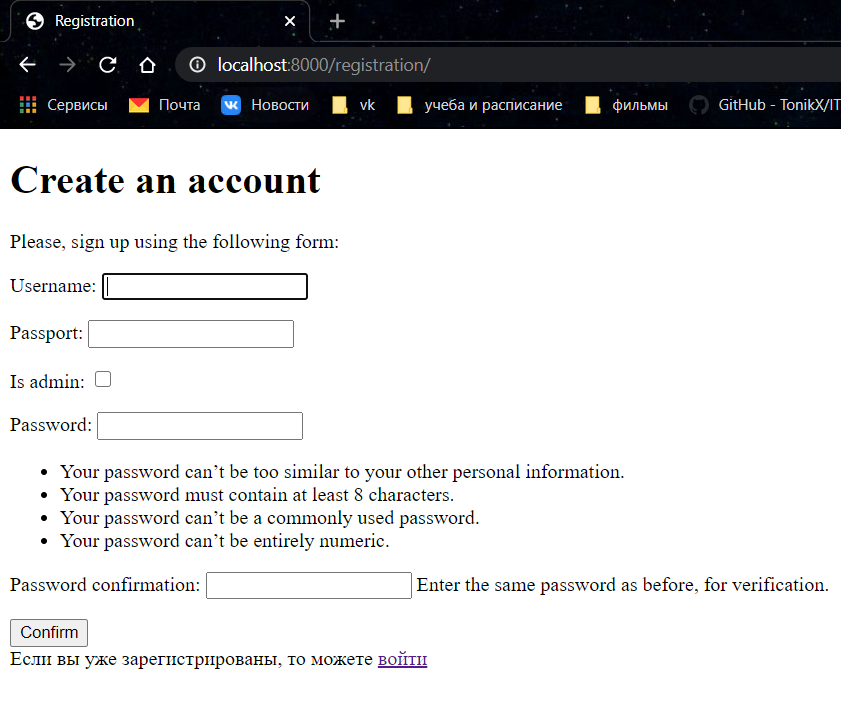 Registration
localhost:8000/registration/
Сервисы Почта Новости vk учеба и расписание фильмы GitHub - TonikX/IT
Create an account
Please, sign up using the following form:
Username:
Passport:
Is admin:
Password:
Your password can’t be too similar to your other personal information.
Your password must contain at least 8 characters.
Your password can’t be a commonly used password.
Your password can’t be entirely numeric.
Password confirmation: Enter the same password as before, for verification.
Confirm
Если вы уже зарегистрированы, то можете войти